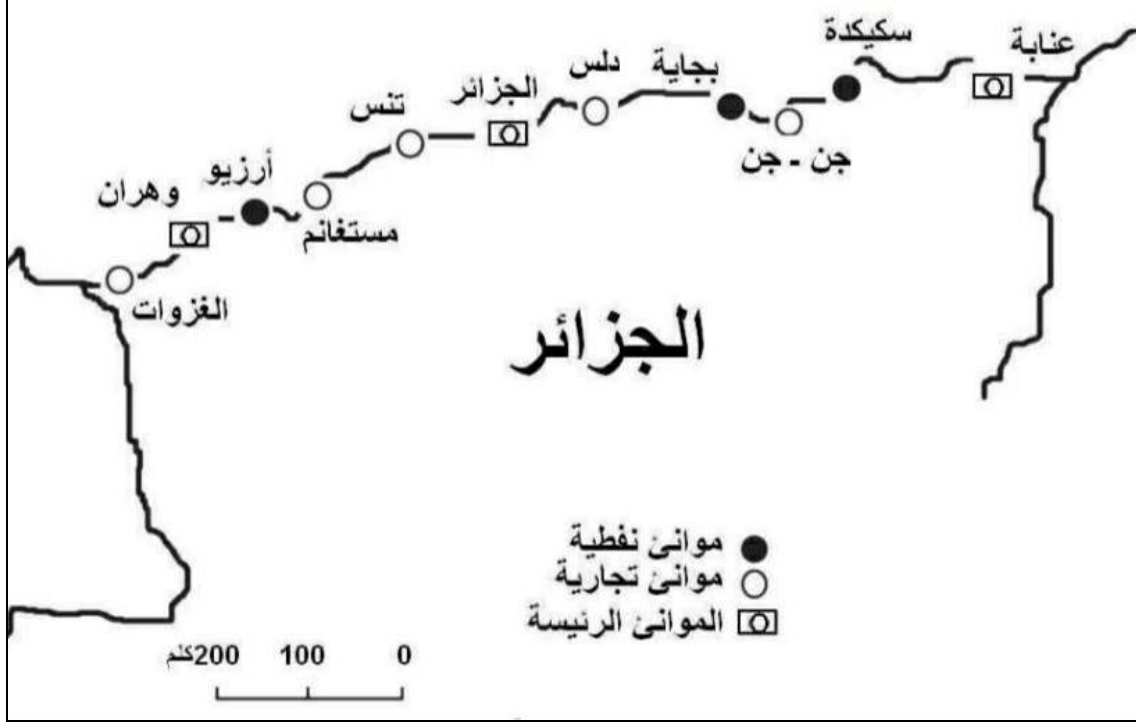 عنابة
سكيكدة
جن - جن
بجاية
دلس
الجزائر
تنس
مستغانم
أرزيو
وهران
الغزوات
الجزائر
موانئ نفطية
موانئ تجارية
الموانئ الرئيسة
0 100 200كلم